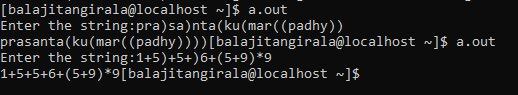 [balajitangirala@localhost ~]$ a.out
Enter the string:pra)sa)nta(ku(mar((padhy))
prasanta(ku(mar((padhy))))[balajitangirala@localhost ~]$ a.out
Enter the string:1+5)+5+)6+(5+9)*9
1+5+5+6+(5+9)*9[balajitangirala@localhost ~]$